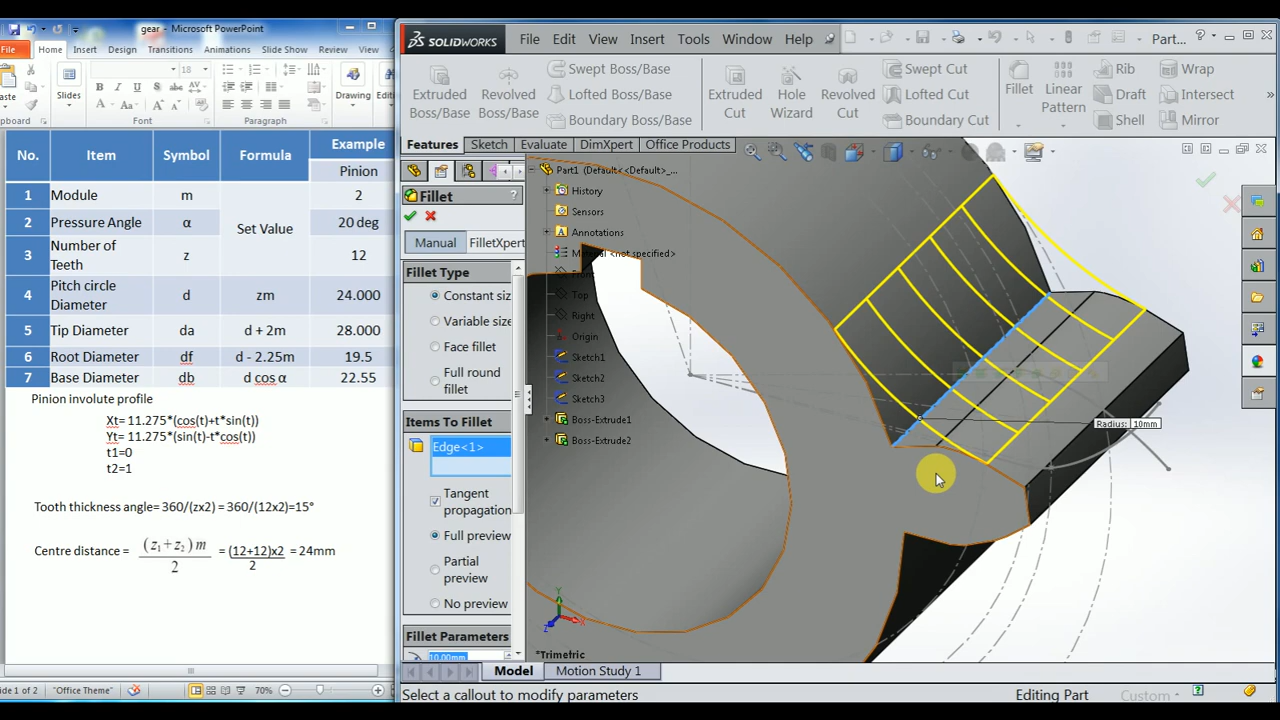 gear - Microsoft PowerPoint
File
Home
Insert
Design
Transitions
Animations
Slide Show
Review
View
18
Slides
Drawing
Font
Paragraph
No.
Item
Symbol
Formula
Example
Pinion
1
Module
m
Set Value
2
2
Pressure Angle
α
20 deg
3
Number of
Teeth
z
12
4
Pitch circle
Diameter
d
zm
24.000
5
Tip Diameter
da
d + 2m
28.000
6
Root Diameter
df
d - 2.25m
19.5
7
Base Diameter
db
d cos α
22.55
Pinion involute profile
Xt= 11.275*(cos(t)+t*sin(t))
Yt= 11.275*(sin(t)-t*cos(t))
t1=0
t2=1
Tooth thickness angle= 360/(zx2) = 360/(12x2)=15°
Centre distance = (z1+z2)m / 2 = (12+12)x2 / 2 = 24mm
"Office Theme"
70%
SOLIDWORKS
File
Edit
View
Insert
Tools
Window
Help
Part...
Extruded
Boss/Base
Revolved
Boss/Base
Swept Boss/Base
Lofted Boss/Base
Boundary Boss/Base
Extruded
Cut
Hole
Wizard
Revolved
Cut
Swept Cut
Lofted Cut
Boundary Cut
Fillet
Linear
Pattern
Rib
Draft
Shell
Wrap
Intersect
Mirror
Features
Sketch
Evaluate
DimXpert
Office Products
Fillet
?
Manual
FilletXpert
Fillet Type
Constant siz
Variable size
Face fillet
Full round
fillet
Items To Fillet
Edge<1>
Tangent
propagation
Full preview
Partial
preview
No preview
Fillet Parameters
10.00mm
Part1 (Default<<Default>_...
History
Sensors
Annotations
Material <not specified>
Top
Right
Origin
Sketch1
Sketch2
Sketch3
Boss-Extrude1
Boss-Extrude2
Radius: 10mm
Y
X
Z
*Trimetric
Model
Motion Study 1
Select a callout to modify parameters
Editing Part
Custom